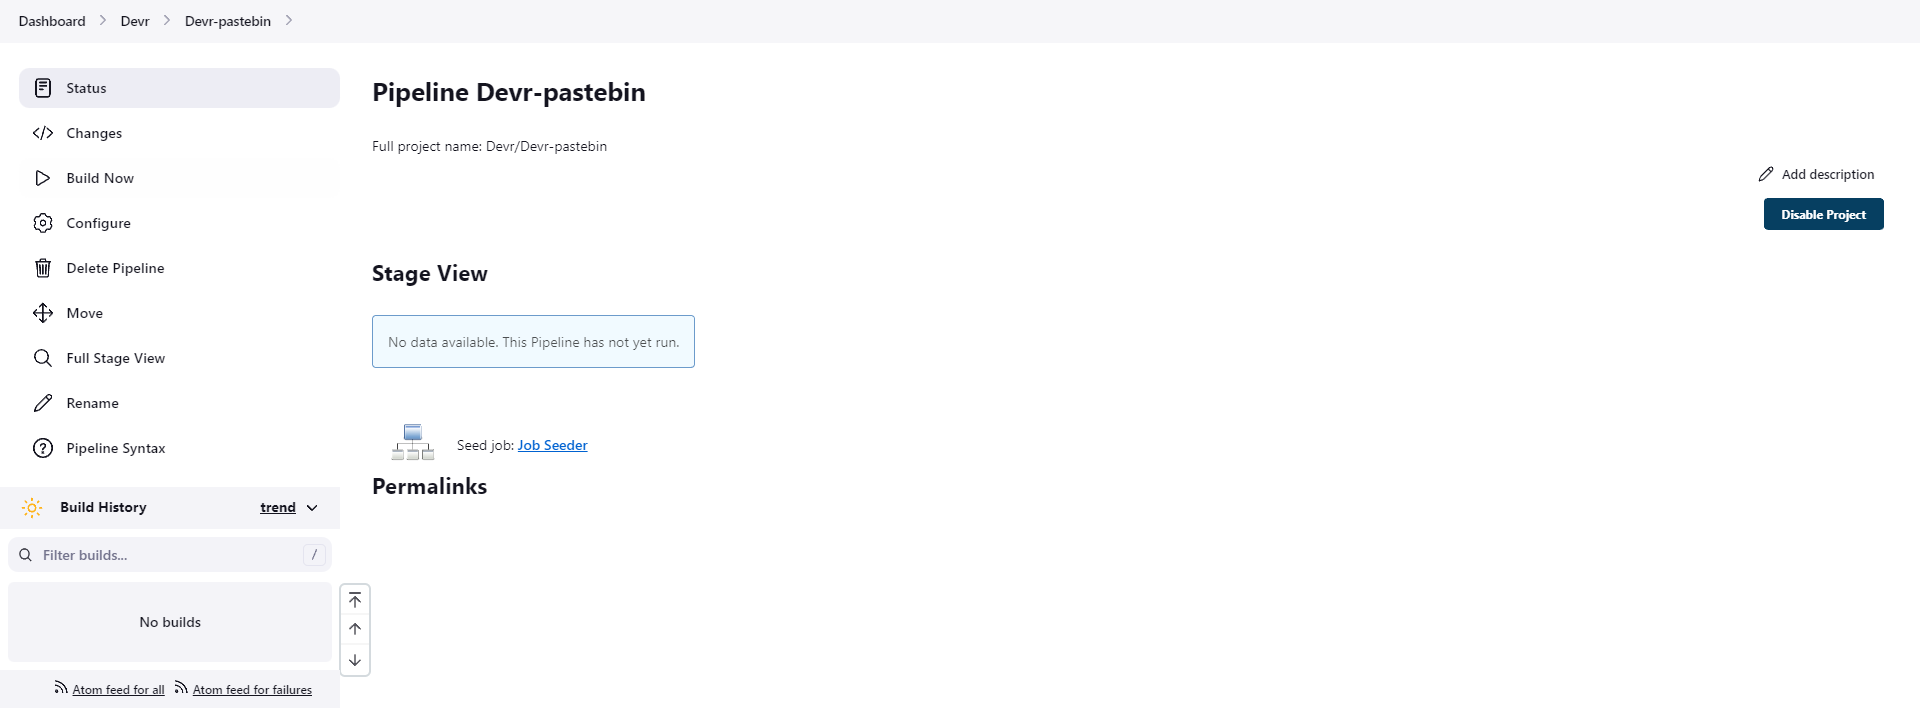 Dashboard > Devr > Devr-pastebin >
Status
Changes
Build Now
Configure
Delete Pipeline
Move
Full Stage View
Rename
Pipeline Syntax
Build History trend
Filter builds... /
No builds
Atom feed for all Atom feed for failures
Pipeline Devr-pastebin
Full project name: Devr/Devr-pastebin
Add description
Disable Project
Stage View
No data available. This Pipeline has not yet run.
Seed job: Job Seeder
Permalinks